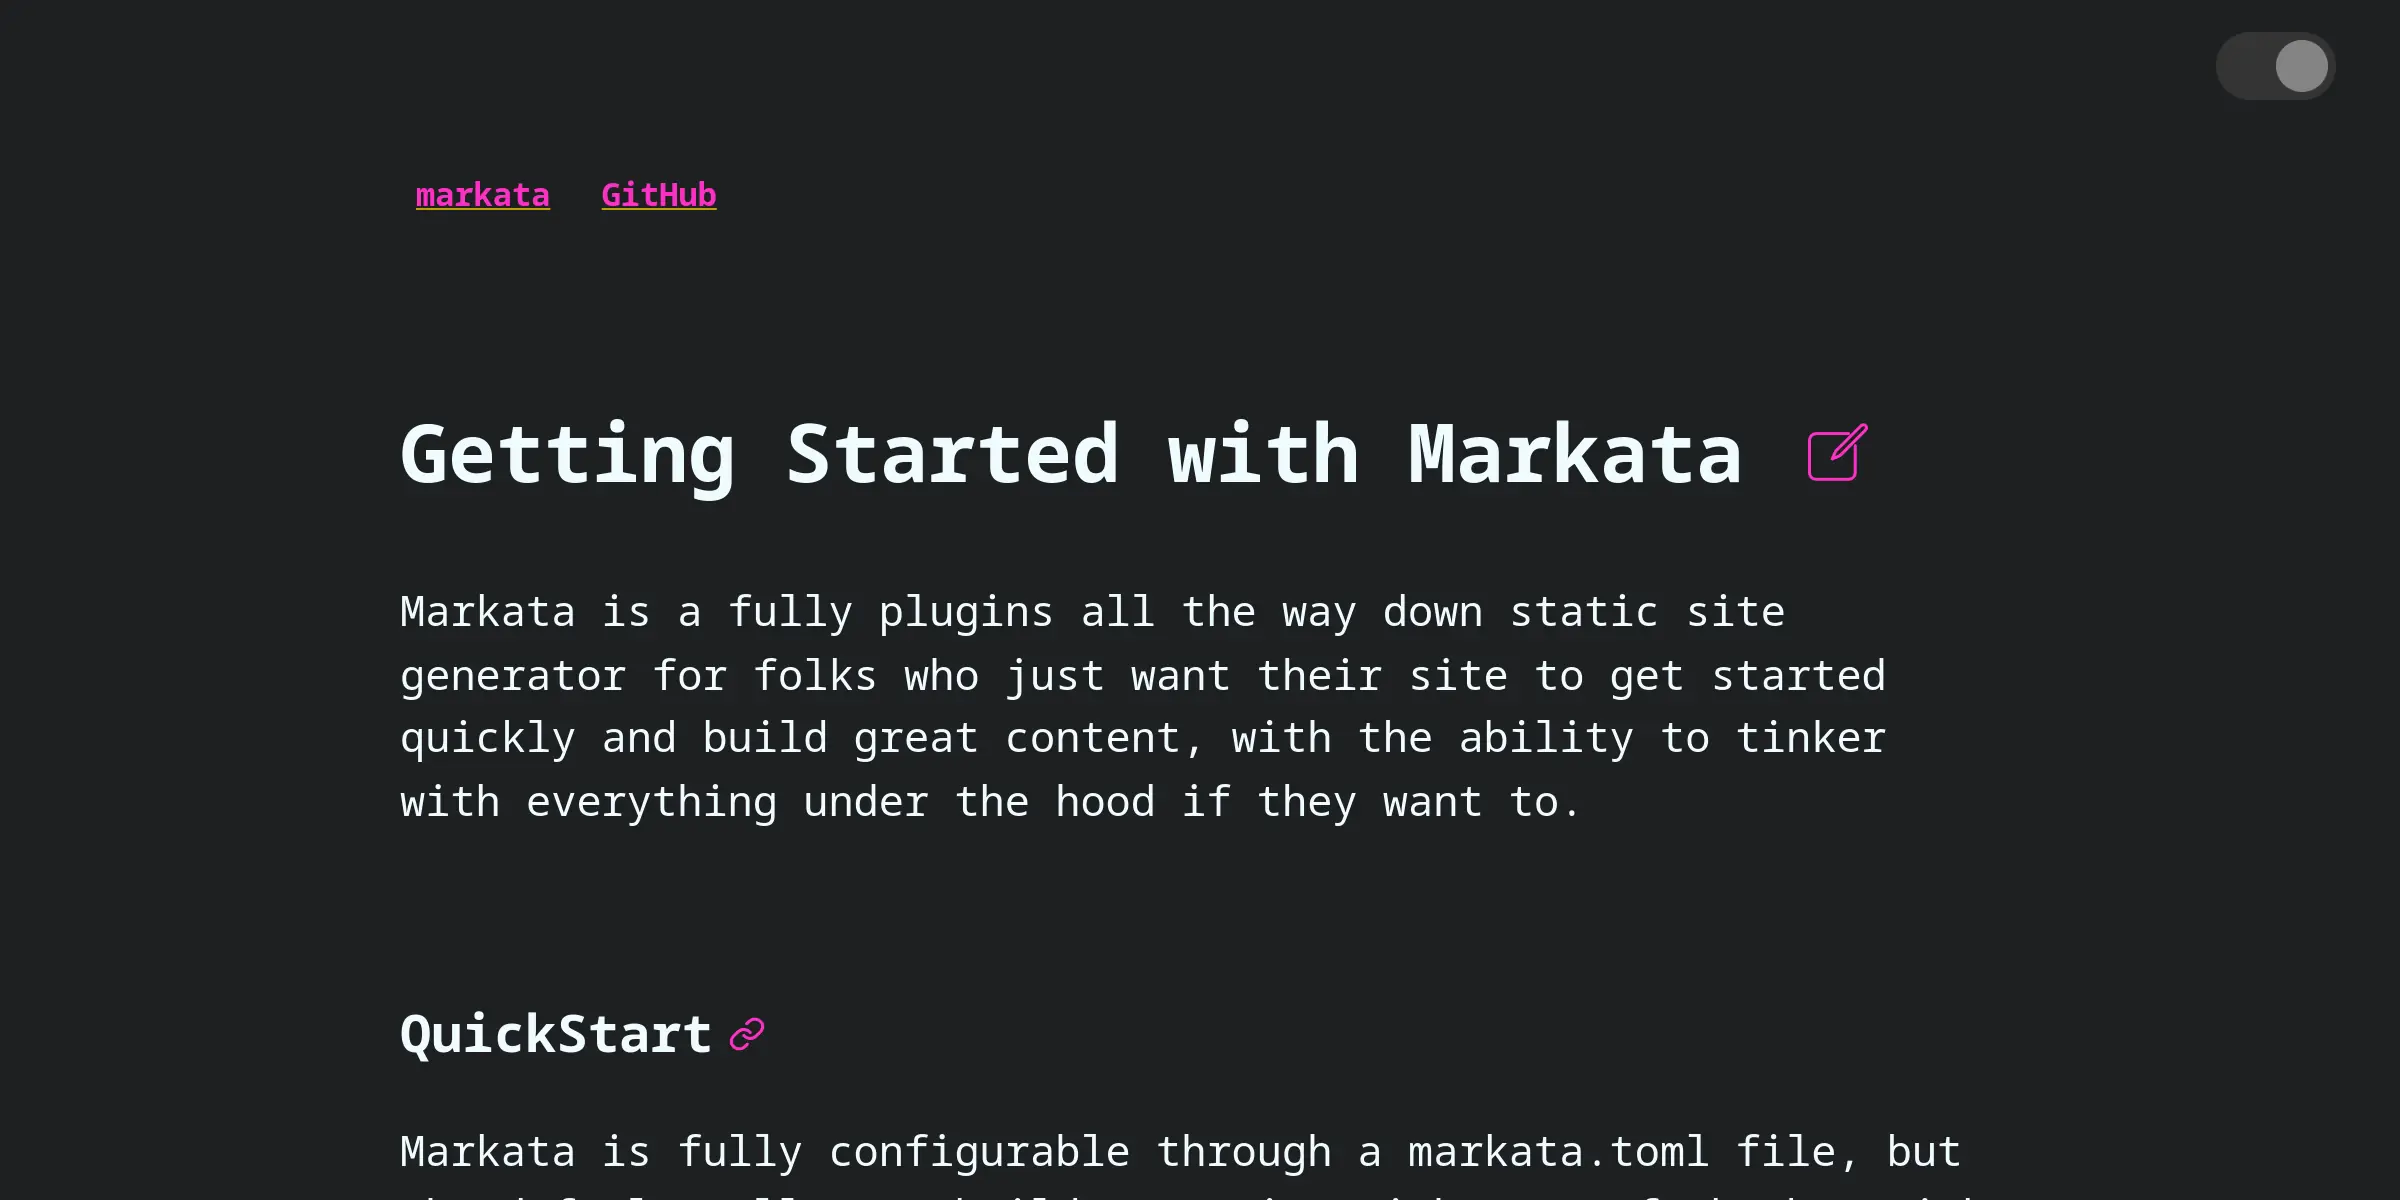 markata GitHub
Getting Started with Markata
Markata is a fully plugins all the way down static site
generator for folks who just want their site to get started
quickly and build great content, with the ability to tinker
with everything under the hood if they want to.
QuickStart
Markata is fully configurable through a markata.toml file, but